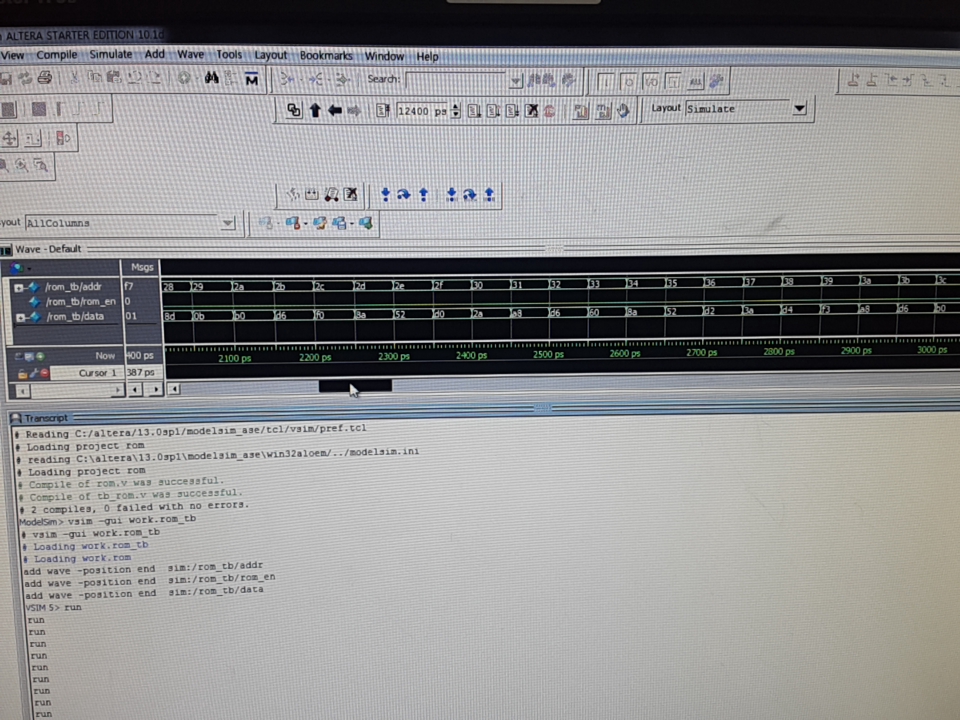 ALTERA STARTER EDITION 10.1d
View Compile Simulate Add Wave Tools Layout Bookmarks Window Help
Search:
12400 ps Layout Simulate
AllColumns
Wave - Default
Msgs
/rom_tb/addr f7 28 29 2a 2b 2c 2d 2e 2f 30 31 32 33 34 35 36 37 38 39 3a 3b 3c
/rom_tb/rom_en 0
/rom_tb/data 01 8d 0b b0 d6 f0 8a 52 d0 2a a8 d6 60 8a 52 d2 3a d4 f3 a8 d6 b0
Now 400 ps 2100 ps 2200 ps 2300 ps 2400 ps 2500 ps 2600 ps 2700 ps 2800 ps 2900 ps 3000 ps
Cursor 1 387 ps
Transcript
# Reading C:/altera/13.0sp1/modelsim_ase/tcl/vsim/pref.tcl
# Loading project rom
# reading C:\altera\13.0sp1\modelsim_ase\win32aloem/../modelsim.ini
# Loading project rom
# Compile of rom.v was successful.
# Compile of tb_rom.v was successful.
# 2 compiles, 0 failed with no errors.
ModelSim> vsim -gui work.rom_tb
# vsim -gui work.rom_tb
# Loading work.rom_tb
# Loading work.rom
add wave -position end  sim:/rom_tb/addr
add wave -position end  sim:/rom_tb/rom_en
add wave -position end  sim:/rom_tb/data
VSIM 5> run
run
run
run
run
run
run
run
run
run